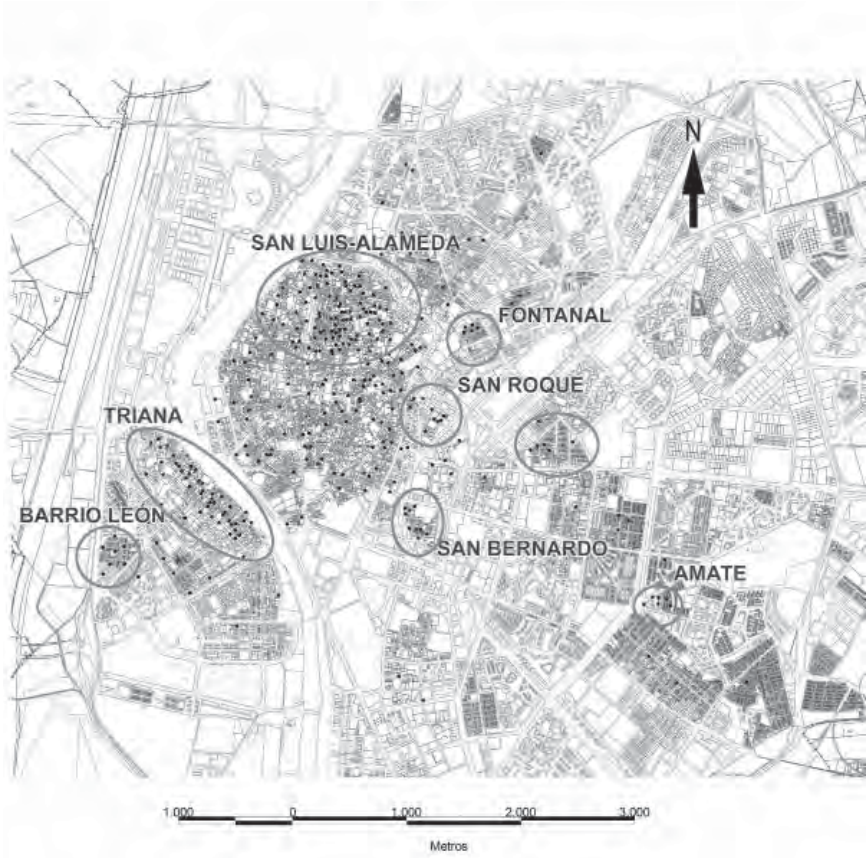 N
SAN LUIS-ALAMEDA
FONTANAL
SAN ROQUE
TRIANA
BARRIO LEÓN
SAN BERNARDO
AMATE
1.000 0 1.000 2.000 3.000
Metros